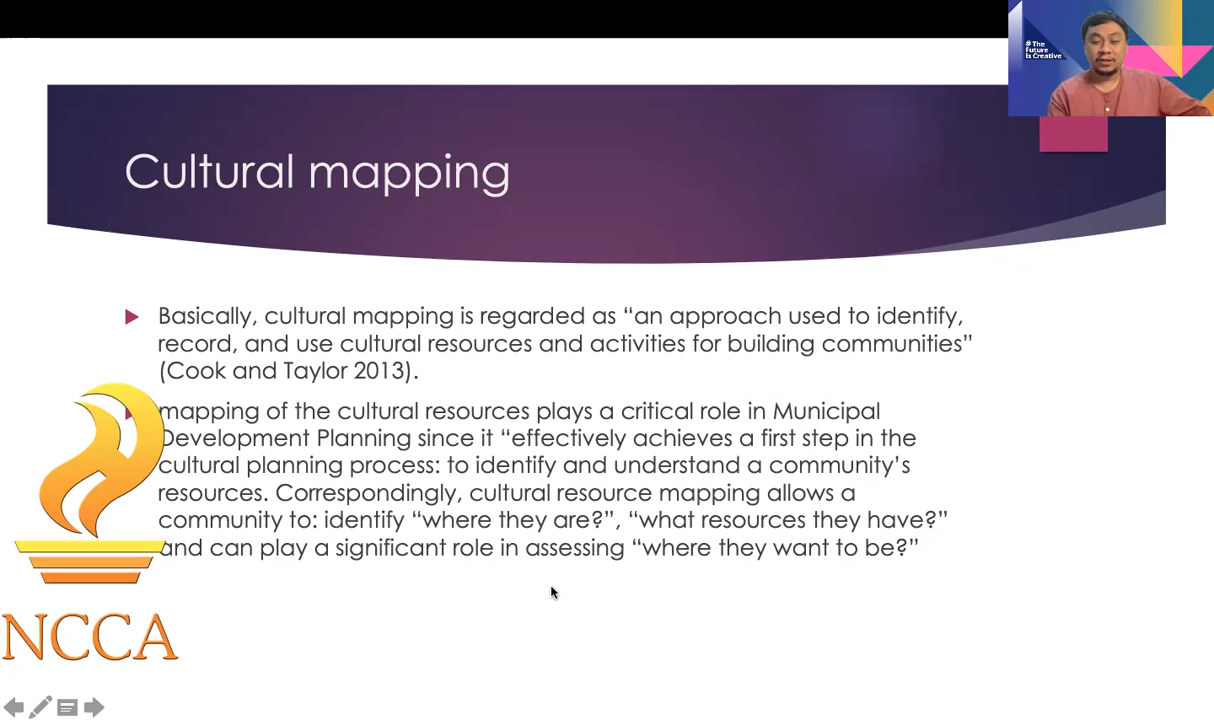 # The
Future
Is Creative
Cultural mapping
Basically, cultural mapping is regarded as “an approach used to identify,
record, and use cultural resources and activities for building communities”
(Cook and Taylor 2013).
mapping of the cultural resources plays a critical role in Municipal
Development Planning since it “effectively achieves a first step in the
cultural planning process: to identify and understand a community’s
resources. Correspondingly, cultural resource mapping allows a
community to: identify “where they are?”, “what resources they have?”
and can play a significant role in assessing “where they want to be?”
NCCA